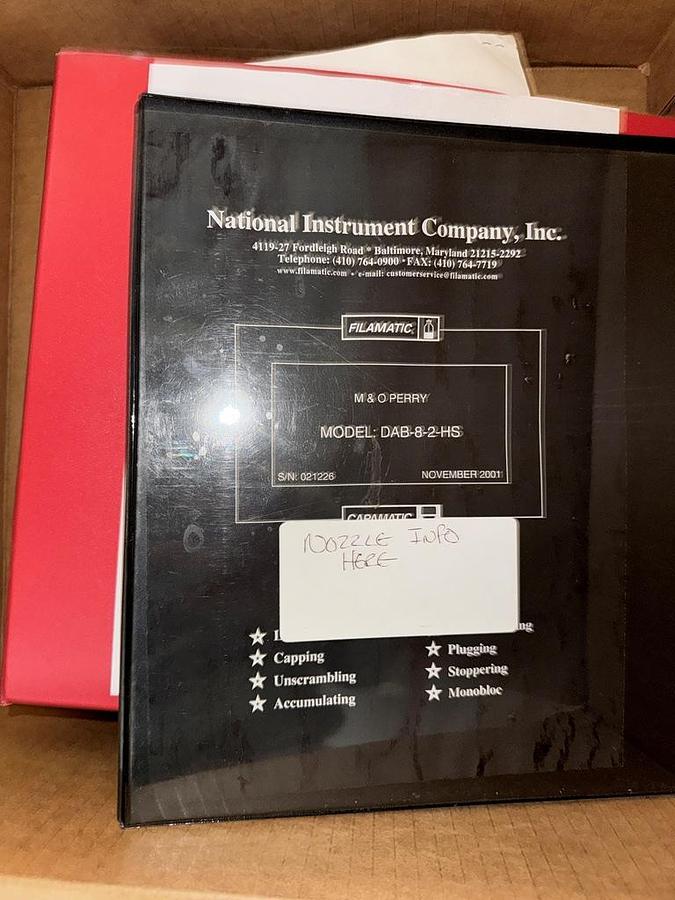 National Instrument Company, Inc.
4119-27 Fordleigh Road * Baltimore, Maryland 21215-2292
Telephone: (410) 764-0900 * FAX: (410) 764-7719
www.filamatic.com • e-mail: customerservice@filamatic.com
FILAMATIC
M & O PERRY
MODEL: DAB-8-2-HS
S/N: 021226 NOVEMBER 2001
CAPAMATIC
NOZZLE INFO
HERE
Capping
Plugging
Unscrambling
Stoppering
Accumulating
Monobloc